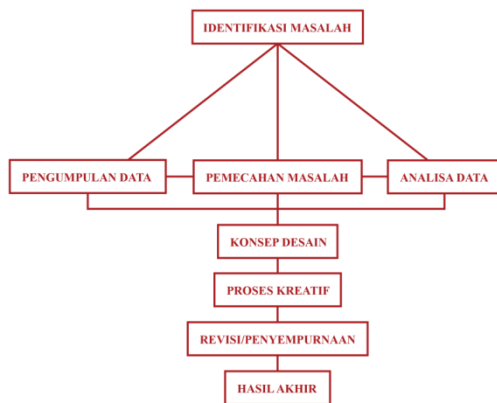 IDENTIFIKASI MASALAH
PENGUMPULAN DATA
PEMECAHAN MASALAH
ANALISA DATA
KONSEP DESAIN
PROSES KREATIF
REVISI/PENYEMPURNAAN
HASIL AKHIR